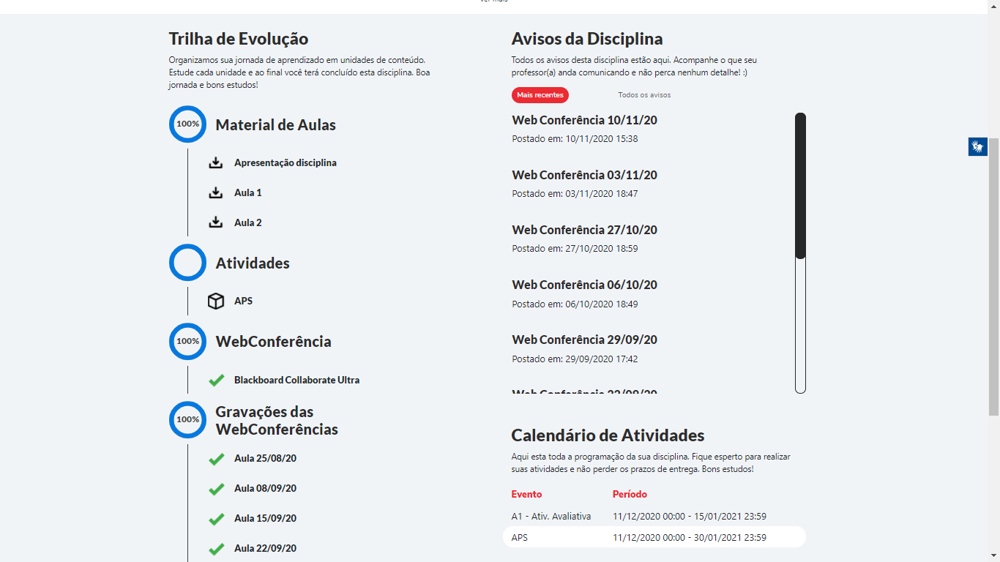 Trilha de Evolução
Organizamos sua jornada de aprendizado em unidades de conteúdo.
Estude cada unidade e ao final você terá concluído esta disciplina. Boa
jornada e bons estudos!
100%
Material de Aulas
Apresentação disciplina
Aula 1
Aula 2
Atividades
APS
100%
WebConferência
Blackboard Collaborate Ultra
100%
Gravações das
WebConferências
Aula 25/08/20
Aula 08/09/20
Aula 15/09/20
Aula 22/09/20
Avisos da Disciplina
Todos os avisos desta disciplina estão aqui. Acompanhe o que seu
professor(a) anda comunicando e não perca nenhum detalhe! :)
Mais recentes
Todos os avisos
Web Conferência 10/11/20
Postado em: 10/11/2020 15:38
Web Conferência 03/11/20
Postado em: 03/11/2020 18:47
Web Conferência 27/10/20
Postado em: 27/10/2020 18:59
Web Conferência 06/10/20
Postado em: 06/10/2020 18:49
Web Conferência 29/09/20
Postado em: 29/09/2020 17:42
Calendário de Atividades
Aqui esta toda a programação da sua disciplina. Fique esperto para realizar
suas atividades e não perder os prazos de entrega. Bons estudos!
Evento Período
A1 - Ativ. Avaliativa 11/12/2020 00:00 - 15/01/2021 23:59
APS 11/12/2020 00:00 - 30/01/2021 23:59